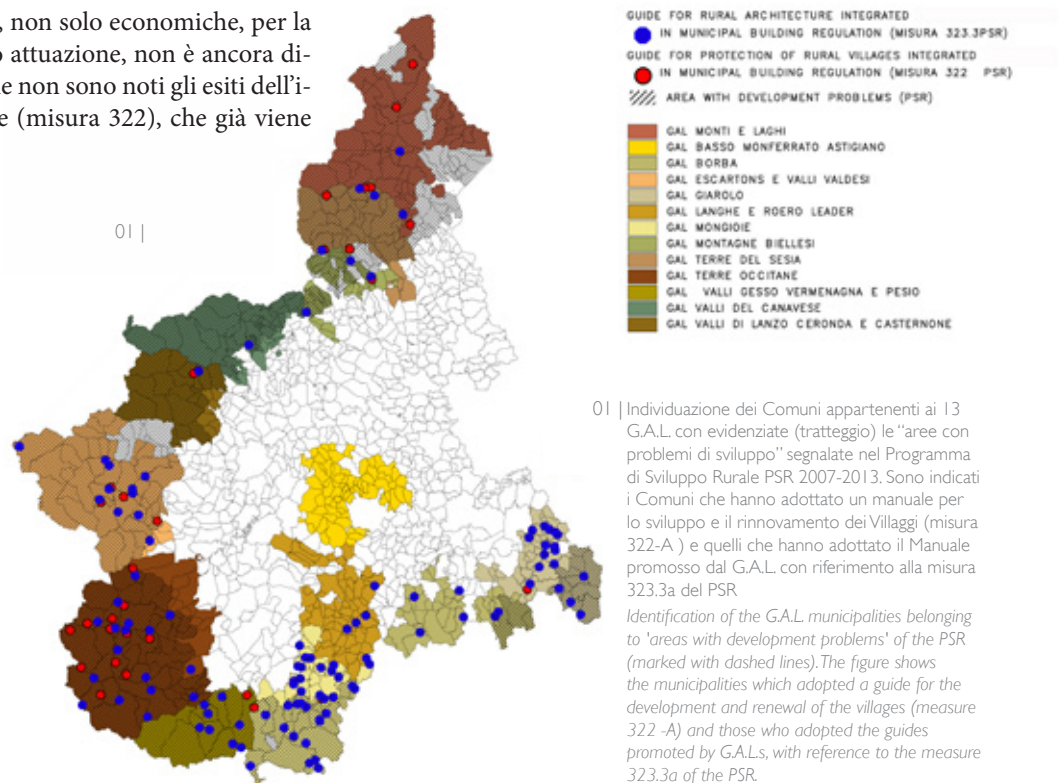 , non solo economiche, per la
o attuazione, non è ancora di-
e non sono noti gli esiti dell'i-
e (misura 322), che già viene
01 |
GUIDE FOR RURAL ARCHITECTURE INTEGRATED
IN MUNICIPAL BUILDING REGULATION (MISURA 323.3PSR)
GUIDE FOR PROTECTION OF RURAL VILLAGES INTEGRATED
IN MUNICIPAL BUILDING REGULATION (MISURA 322 PSR)
AREA WITH DEVELOPMENT PROBLEMS (PSR)
GAL MONTI E LAGHI
GAL BASSO MONFERRATO ASTIGIANO
GAL BORBA
GAL ESCARTONS E VALLI VALDESI
GAL GIAROLO
GAL LANGHE E ROERO LEADER
GAL MONGIOIE
GAL MONTAGNE BIELLESI
GAL TERRE DEL SESIA
GAL TERRE OCCITANE
GAL VALLI GESSO VERMENAGNA E PESIO
GAL VALLI DEL CANAVESE
GAL VALLI DI LANZO CERONDA E CASTERNONE
01 | Individuazione dei Comuni appartenenti ai 13
G.A.L. con evidenziate (tratteggio) le “aree con
problemi di sviluppo” segnalate nel Programma
di Sviluppo Rurale PSR 2007-2013. Sono indicati
i Comuni che hanno adottato un manuale per
lo sviluppo e il rinnovamento dei Villaggi (misura
322-A ) e quelli che hanno adottato il Manuale
promosso dal G.A.L. con riferimento alla misura
323.3a del PSR
Identification of the G.A.L. municipalities belonging
to 'areas with development problems' of the PSR
(marked with dashed lines). The figure shows
the municipalities which adopted a guide for the
development and renewal of the villages (measure
322 -A) and those who adopted the guides
promoted by G.A.L.s, with reference to the measure
323.3a of the PSR.